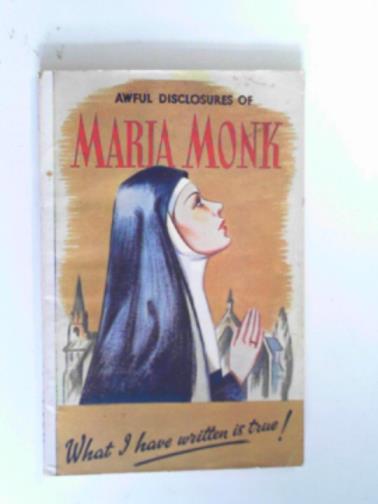 AWFUL DISCLOSURES OF
MARIA MONK
What I have written is true!